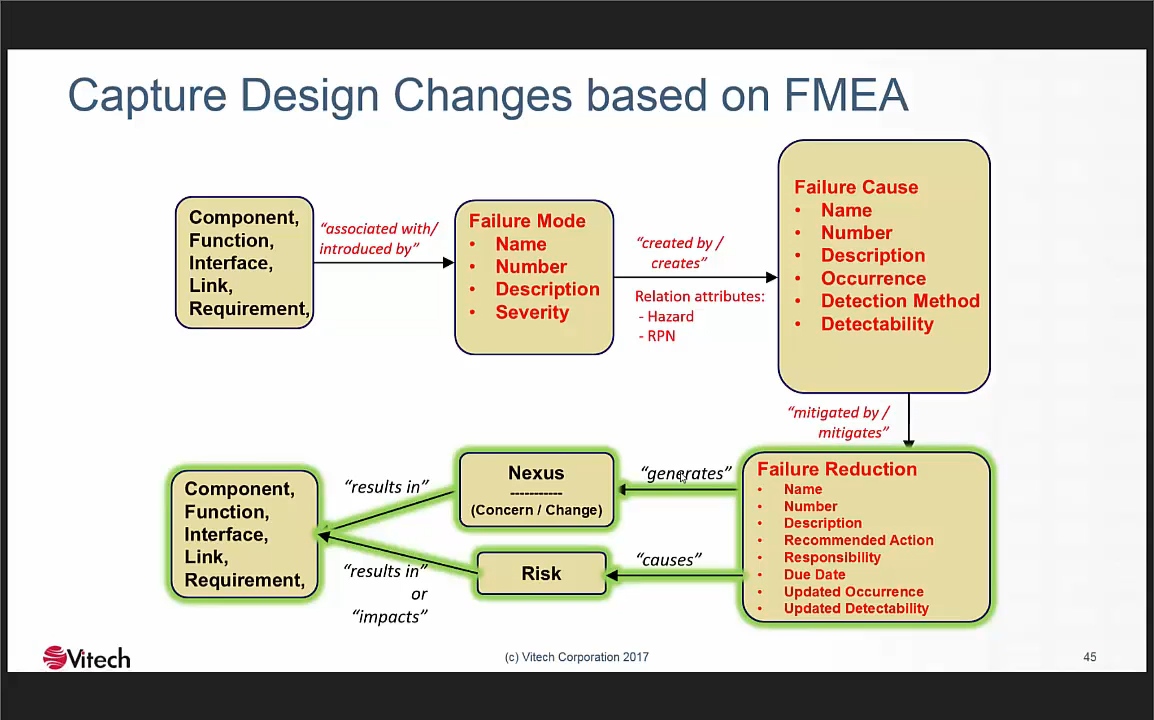 Capture Design Changes based on FMEA
Component,
Function,
Interface,
Link,
Requirement,
“associated with/
introduced by”
Failure Mode
• Name
• Number
• Description
• Severity
“created by /
creates”
Relation attributes:
- Hazard
- RPN
Failure Cause
• Name
• Number
• Description
• Occurrence
• Detection Method
• Detectability
“mitigated by /
mitigates”
Failure Reduction
• Name
• Number
• Description
• Recommended Action
• Responsibility
• Due Date
• Updated Occurrence
• Updated Detectability
“generates”
“causes”
Nexus
-----------
(Concern / Change)
Risk
“results in”
“results in”
or
“impacts”
Component,
Function,
Interface,
Link,
Requirement,
Vitech
(c) Vitech Corporation 2017
45